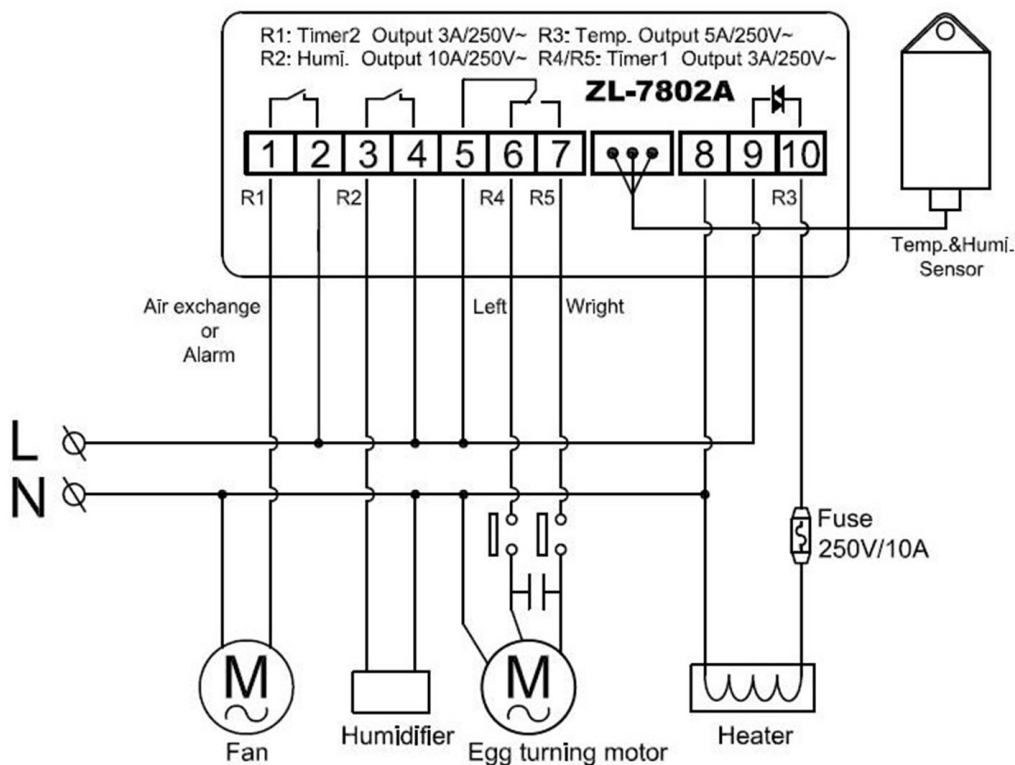 R1: Timer2 Output 3A/250V~ R3: Temp. Output 5A/250V~
R2: Humi. Output 10A/250V~ R4/R5: Timer1 Output 3A/250V~
ZL-7802A
1 2 3 4 5 6 7 8 9 10
R1 R2 R4 R5 R3
Temp.&Humi.
Sensor
Air exchange
or
Alarm
Left Wright
L
N
Fuse
250V/10A
M M
Fan Humidifier Egg turning motor Heater